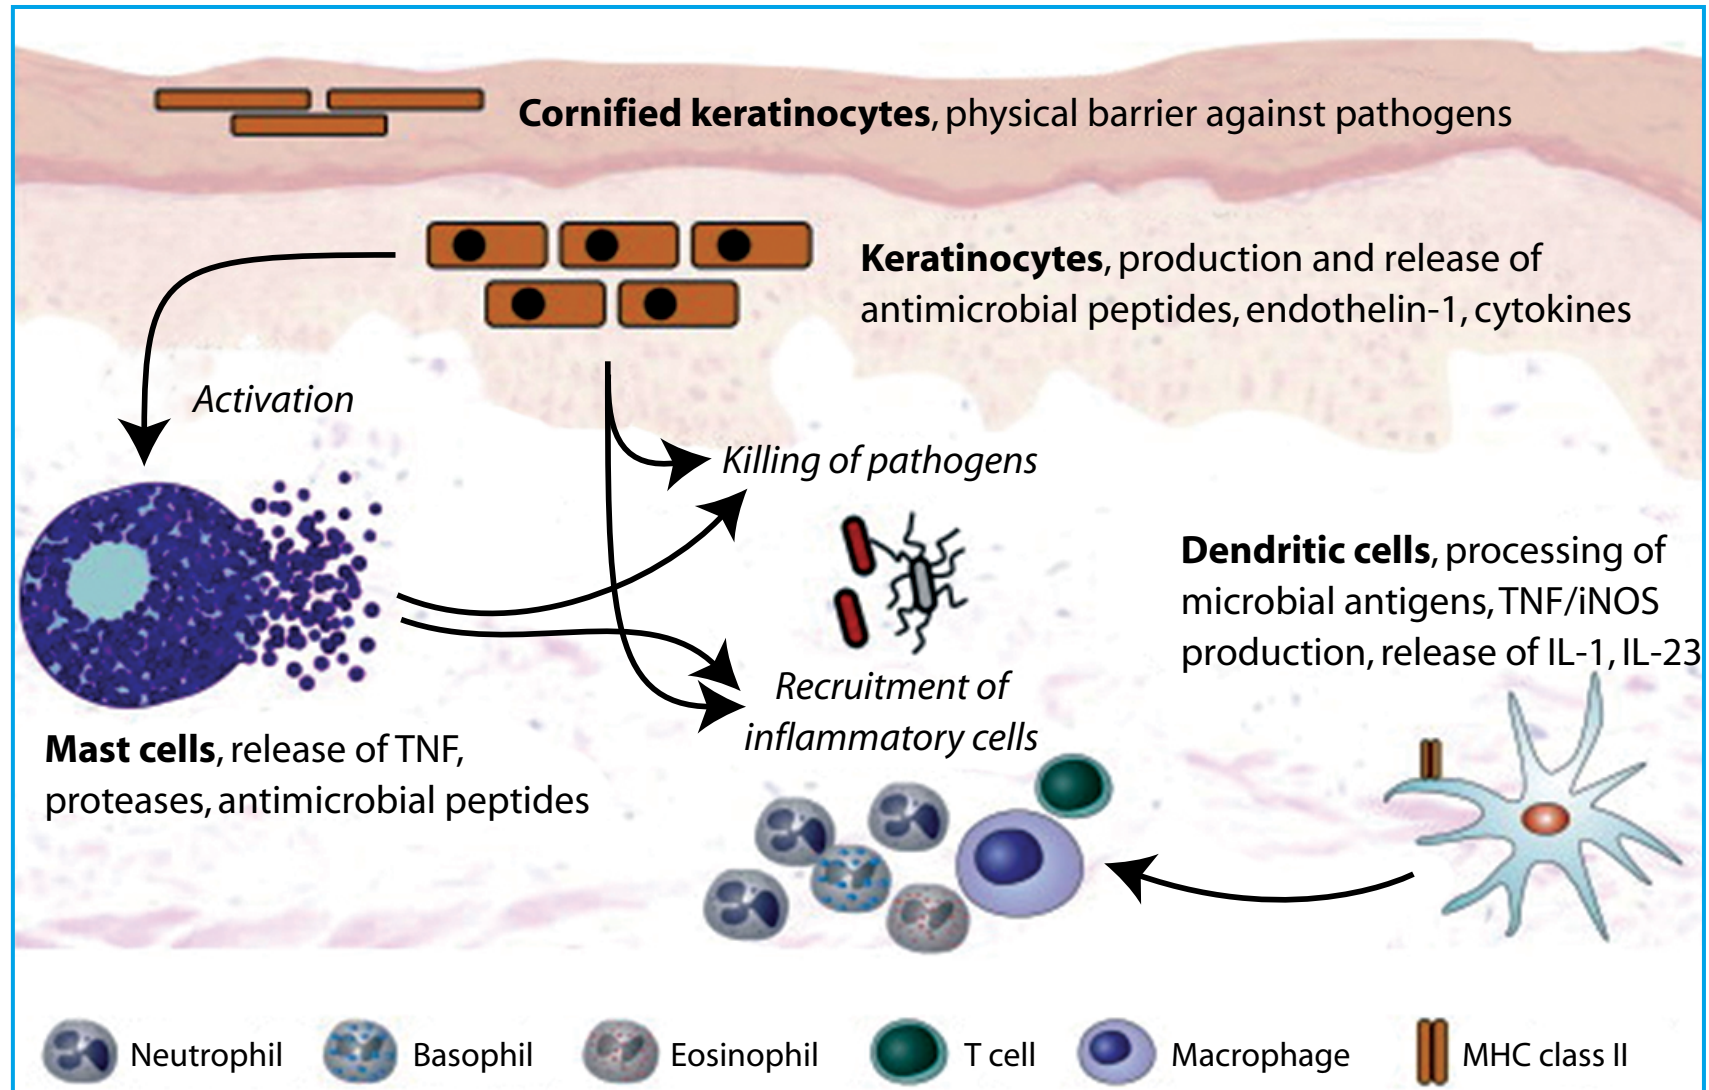 Cornified keratinocytes, physical barrier against pathogens
Keratinocytes, production and release of
antimicrobial peptides, endothelin-1, cytokines
Activation
Killing of pathogens
Dendritic cells, processing of
microbial antigens, TNF/iNOS
production, release of IL-1, IL-23
Recruitment of
inflammatory cells
Mast cells, release of TNF,
proteases, antimicrobial peptides
Neutrophil
Basophil
Eosinophil
T cell
Macrophage
MHC class II